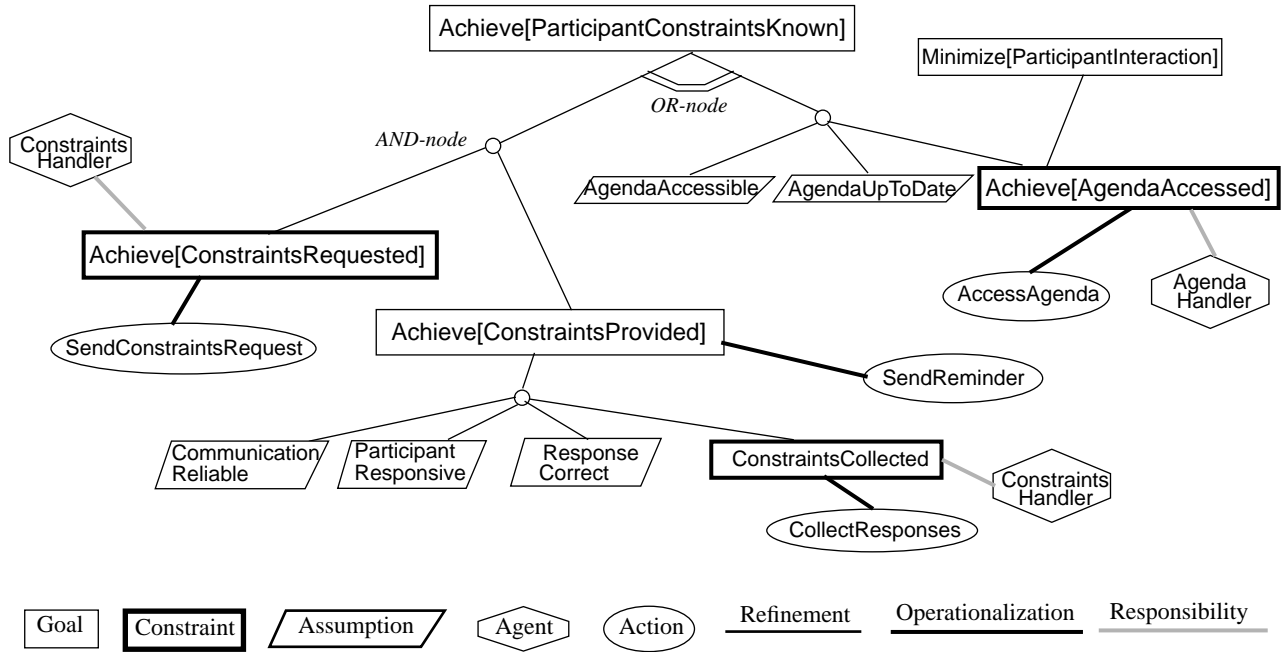 Achieve[ParticipantConstraintsKnown]
Minimize[ParticipantInteraction]
OR-node
AND-node
Constraints
Handler
AgendaAccessible
AgendaUpToDate
Achieve[AgendaAccessed]
Achieve[ConstraintsRequested]
AccessAgenda
Agenda
Handler
Achieve[ConstraintsProvided]
SendConstraintsRequest
SendReminder
Communication
Reliable
Participant
Responsive
Response
Correct
ConstraintsCollected
Constraints
Handler
CollectResponses
Goal
Constraint
Assumption
Agent
Action
Refinement
Operationalization
Responsibility